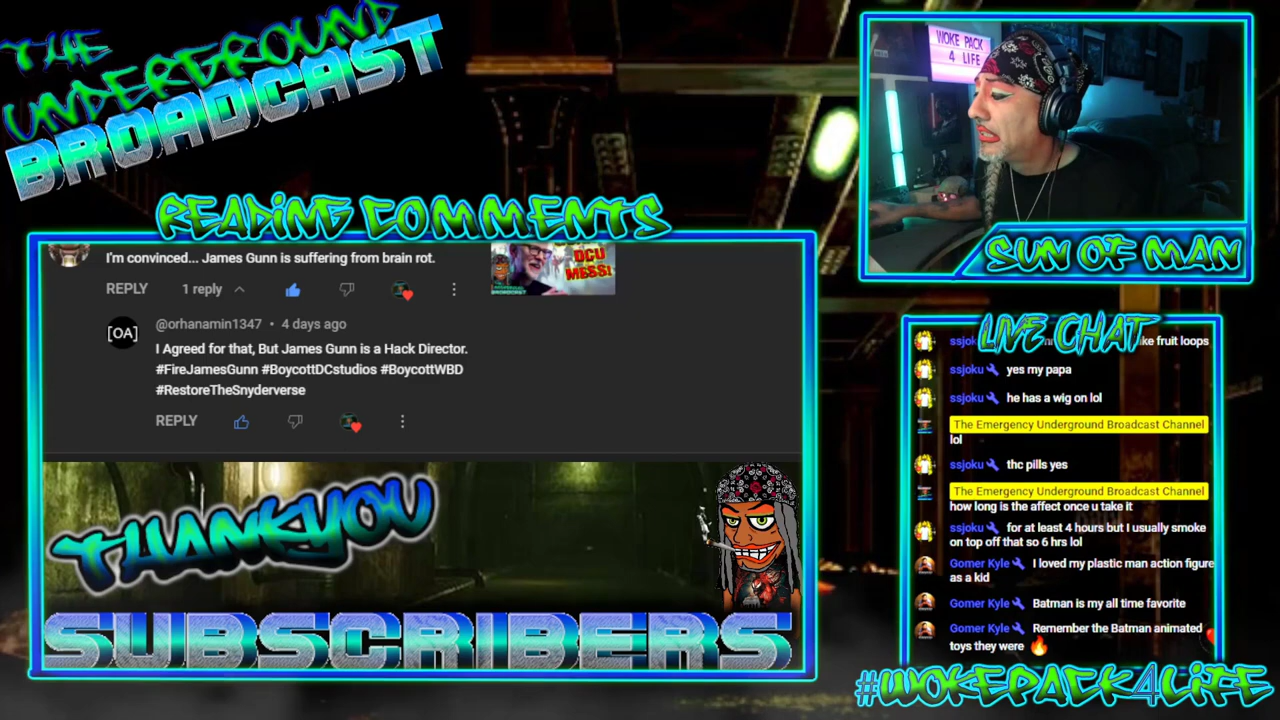 THE
UNDERGROUND
BROADCAST
READING COMMENTS
I'm convinced... James Gunn is suffering from brain rot.
DCU
MESS!
REPLY 1 reply
[OA]
@orhanamin1347 • 4 days ago
I Agreed for that, But James Gunn is a Hack Director.
#FireJamesGunn #BoycottDCstudios #BoycottWBD
#RestoreTheSnyderverse
REPLY
THANKYOU
SUBSCRIBERS
WOKE PACK
4 LIFE
SUN OF MAN
LIVE CHAT
fruit loops
ssjoku yes my papa
ssjoku he has a wig on lol
The Emergency Underground Broadcast Channel
lol
ssjoku thc pills yes
The Emergency Underground Broadcast Channel
how long is the affect once u take it
ssjoku for at least 4 hours but I usually smoke
on top off that so 6 hrs lol
Gomer Kyle I loved my plastic man action figure
as a kid
Gomer Kyle Batman is my all time favorite
Gomer Kyle Remember the Batman animated
toys they were 🔥
#WOKEPACK4LIFE